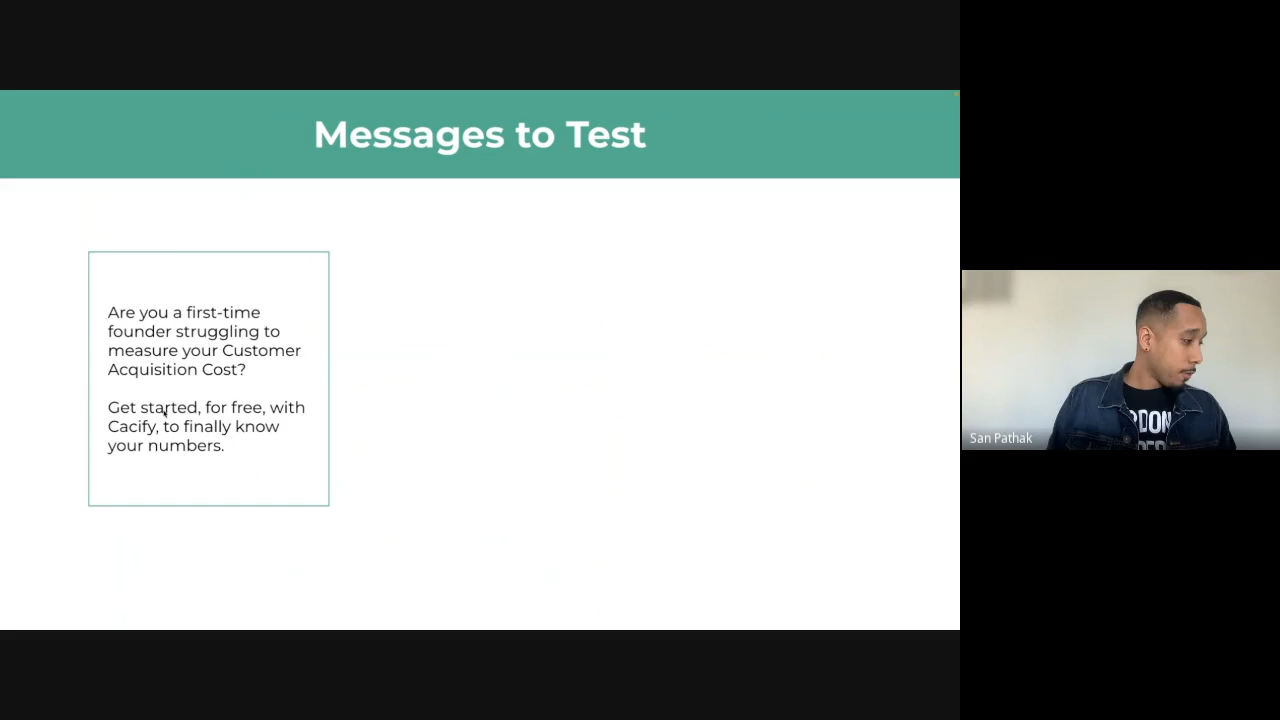 Messages to Test
Are you a first-time
founder struggling to
measure your Customer
Acquisition Cost?
Get started, for free, with
Cacify, to finally know
your numbers.
San Pathak